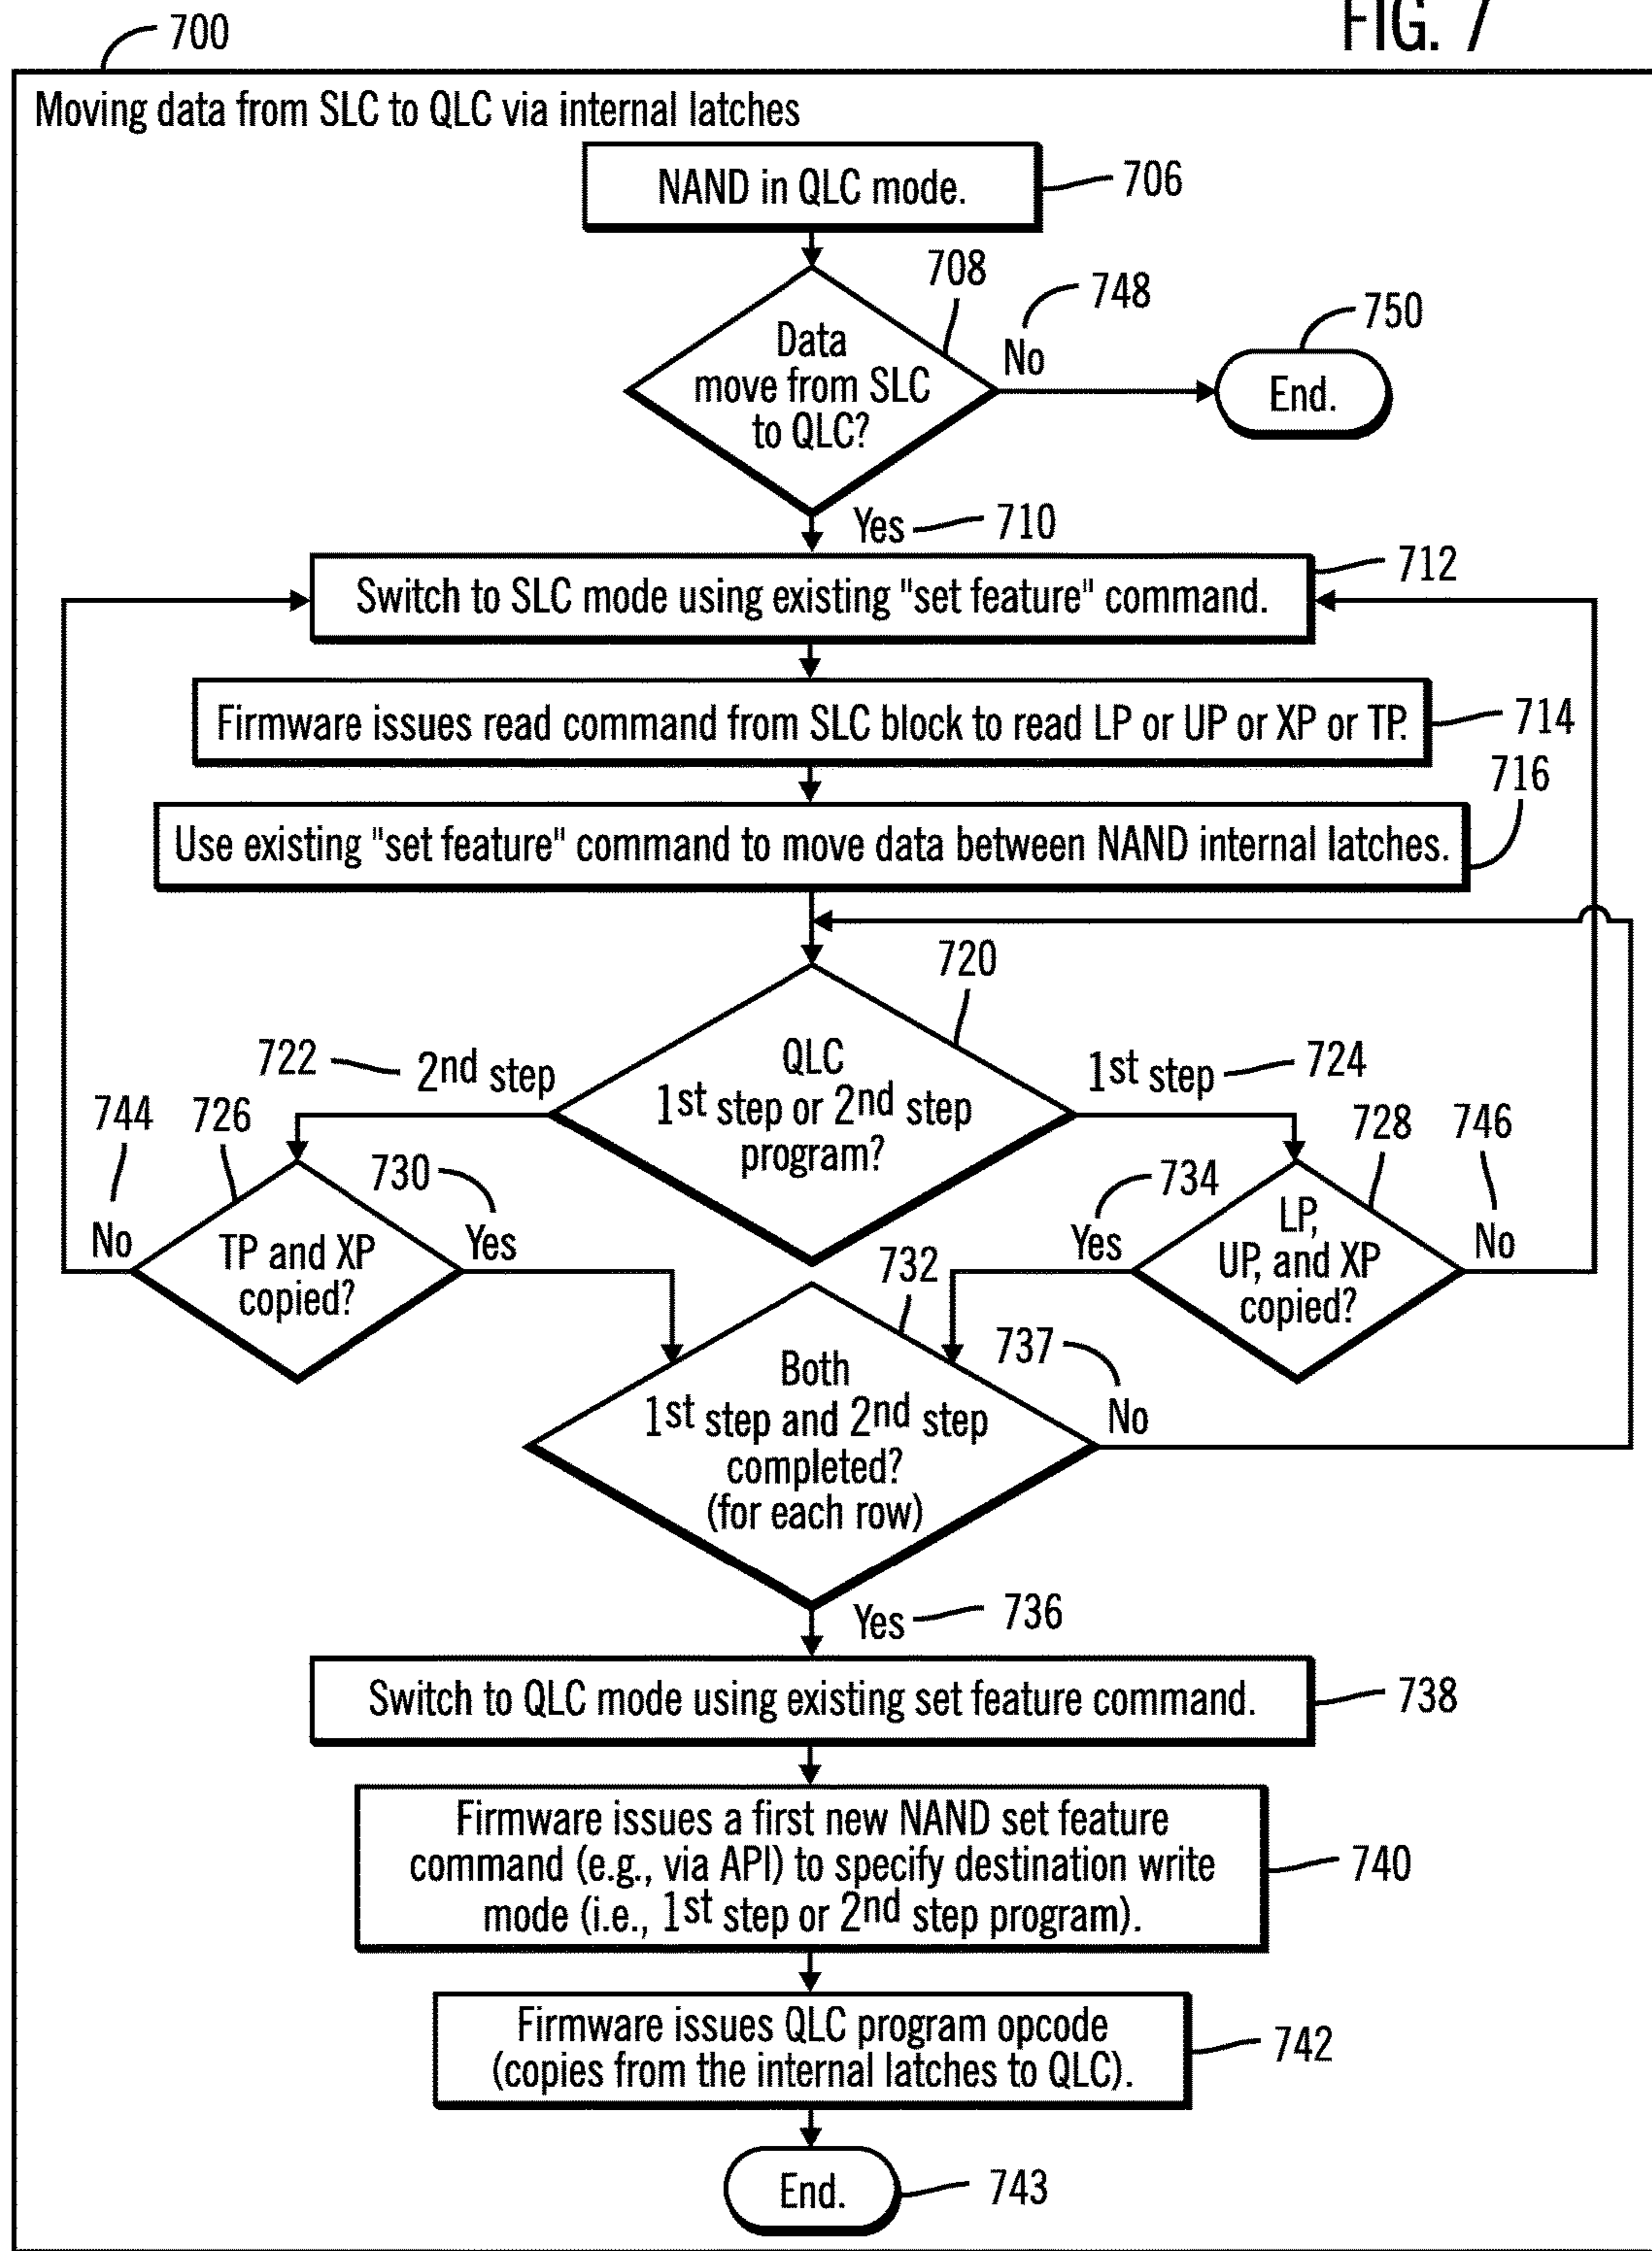 FIG. 7
700
Moving data from SLC to QLC via internal latches
NAND in QLC mode.
706
708
748
750
Data
move from SLC
to QLC?
No
End.
Yes
710
712
Switch to SLC mode using existing "set feature" command.
Firmware issues read command from SLC block to read LP or UP or XP or TP.
714
716
Use existing "set feature" command to move data between NAND internal latches.
720
722
2nd step
QLC
1st step or 2nd step
program?
1st step
724
744
726
730
728
746
734
No
TP and XP
copied?
Yes
732
Yes
LP,
UP, and XP
copied?
No
737
Both
1st step and 2nd step
completed?
(for each row)
No
Yes
736
Switch to QLC mode using existing set feature command.
738
Firmware issues a first new NAND set feature
command (e.g., via API) to specify destination write
mode (i.e., 1st step or 2nd step program).
740
Firmware issues QLC program opcode
(copies from the internal latches to QLC).
742
End.
743